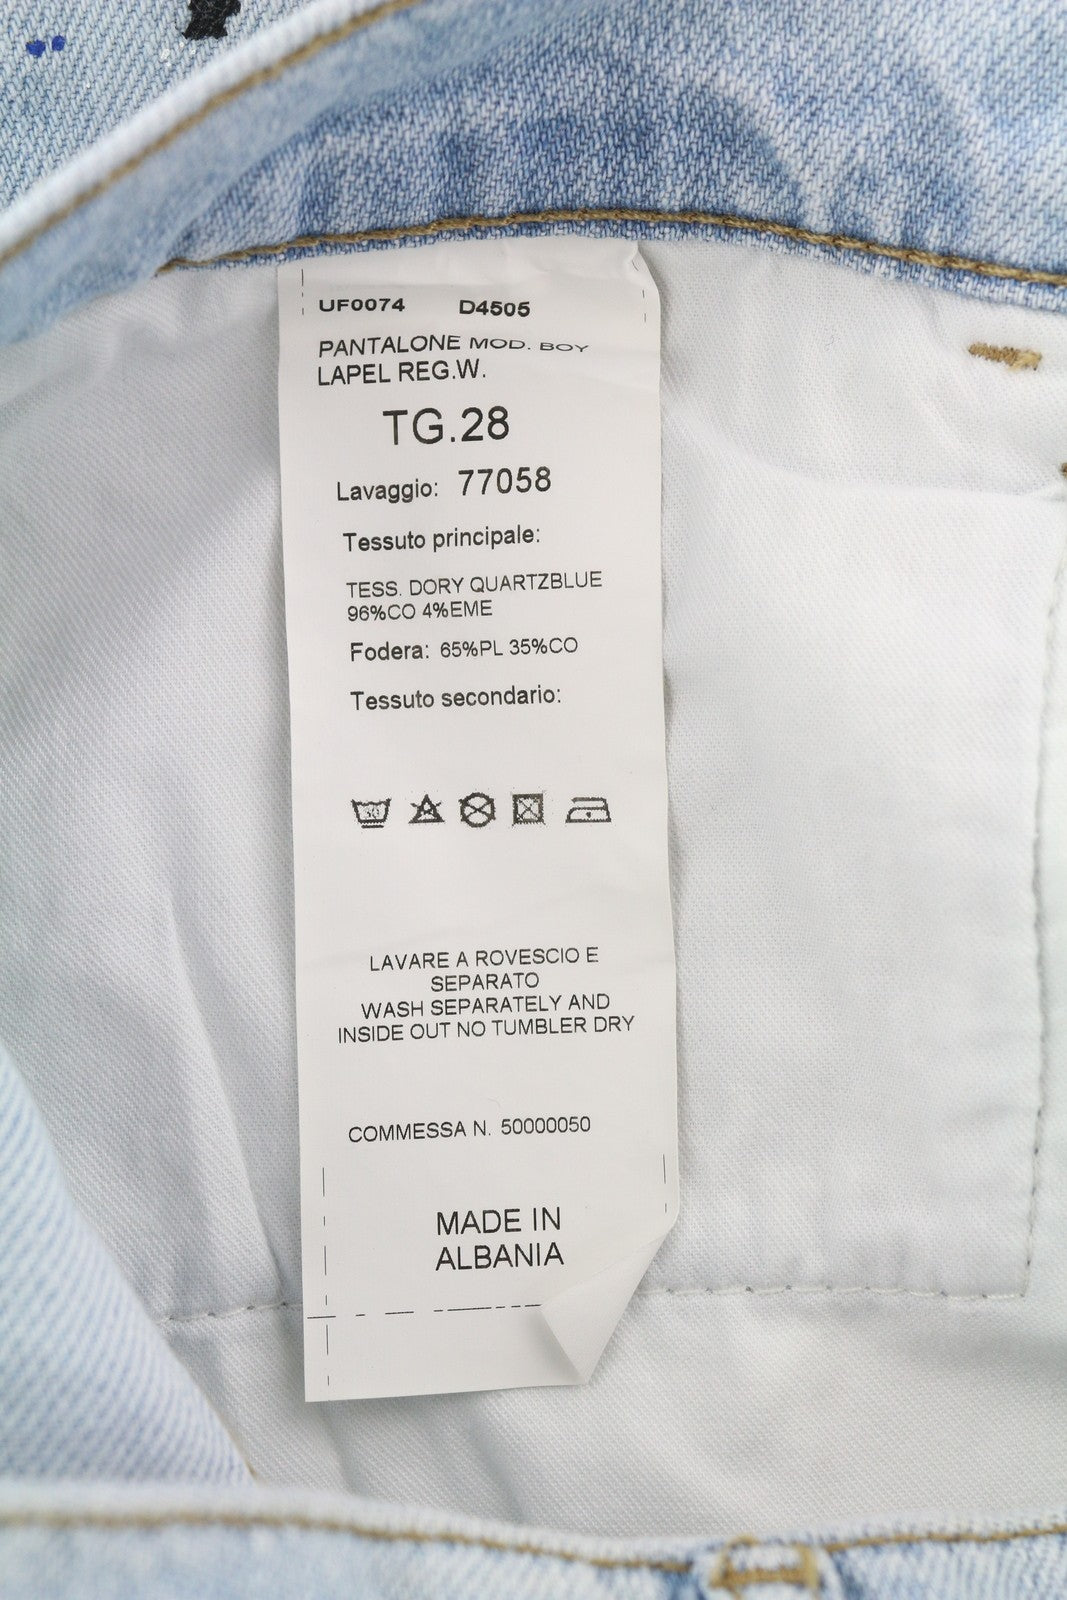 UF0074 D4505
PANTALONE MOD. BOY
LAPEL REG.W.
TG.28
Lavaggio: 77058
Tessuto principale:
TESS. DORY QUARTZBLUE
96%CO 4%EME
Fodera: 65%PL 35%CO
Tessuto secondario:
30
LAVARE A ROVESCIO E
SEPARATO
WASH SEPARATELY AND
INSIDE OUT NO TUMBLER DRY
COMMESSA N. 50000050
MADE IN
ALBANIA